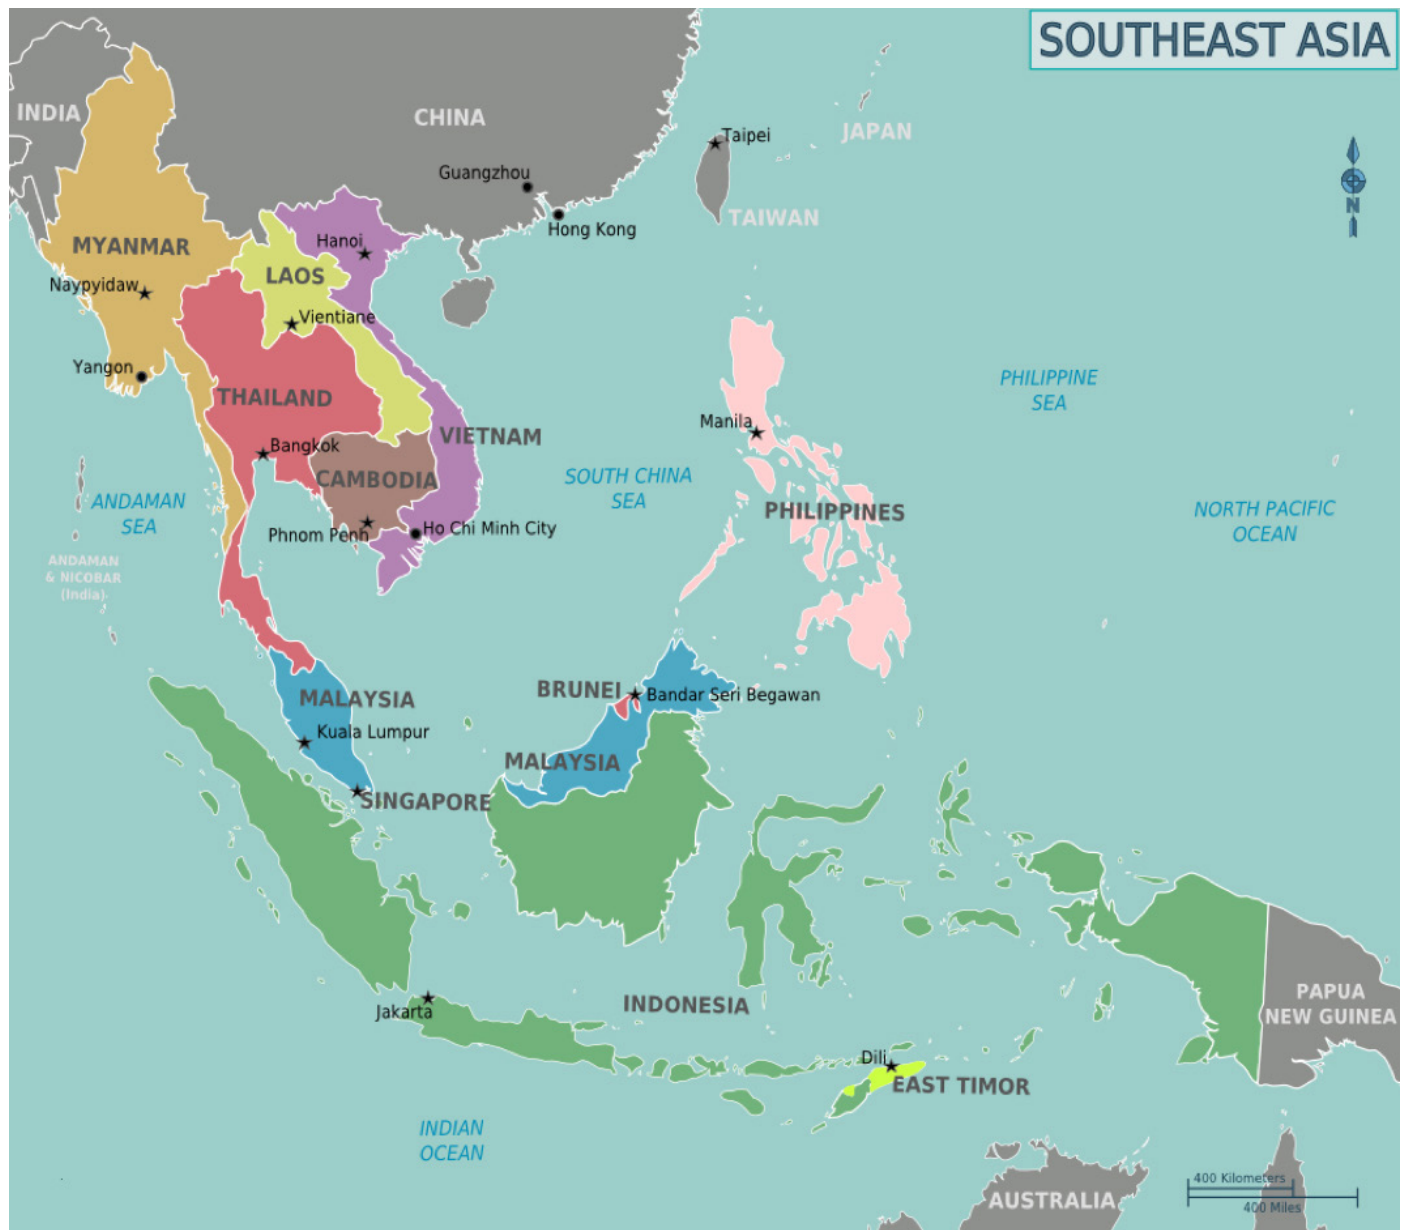 SOUTHEAST ASIA
INDIA
CHINA
Taipei
JAPAN
Guangzhou
N
TAIWAN
Hong Kong
MYANMAR
Hanoi
LAOS
Naypyidaw
Vientiane
Yangon
THAILAND
PHILIPPINE
SEA
Manila
VIETNAM
Bangkok
CAMBODIA
SOUTH CHINA
SEA
ANDAMAN
SEA
PHILIPPINES
NORTH PACIFIC
OCEAN
Phnom Penh
Ho Chi Minh City
ANDAMAN
& NICOBAR
(India)
BRUNEI
Bandar Seri Begawan
MALAYSIA
Kuala Lumpur
MALAYSIA
SINGAPORE
INDONESIA
Jakarta
PAPUA
NEW GUINEA
Dili
EAST TIMOR
INDIAN
OCEAN
AUSTRALIA
400 Kilometers
400 Miles